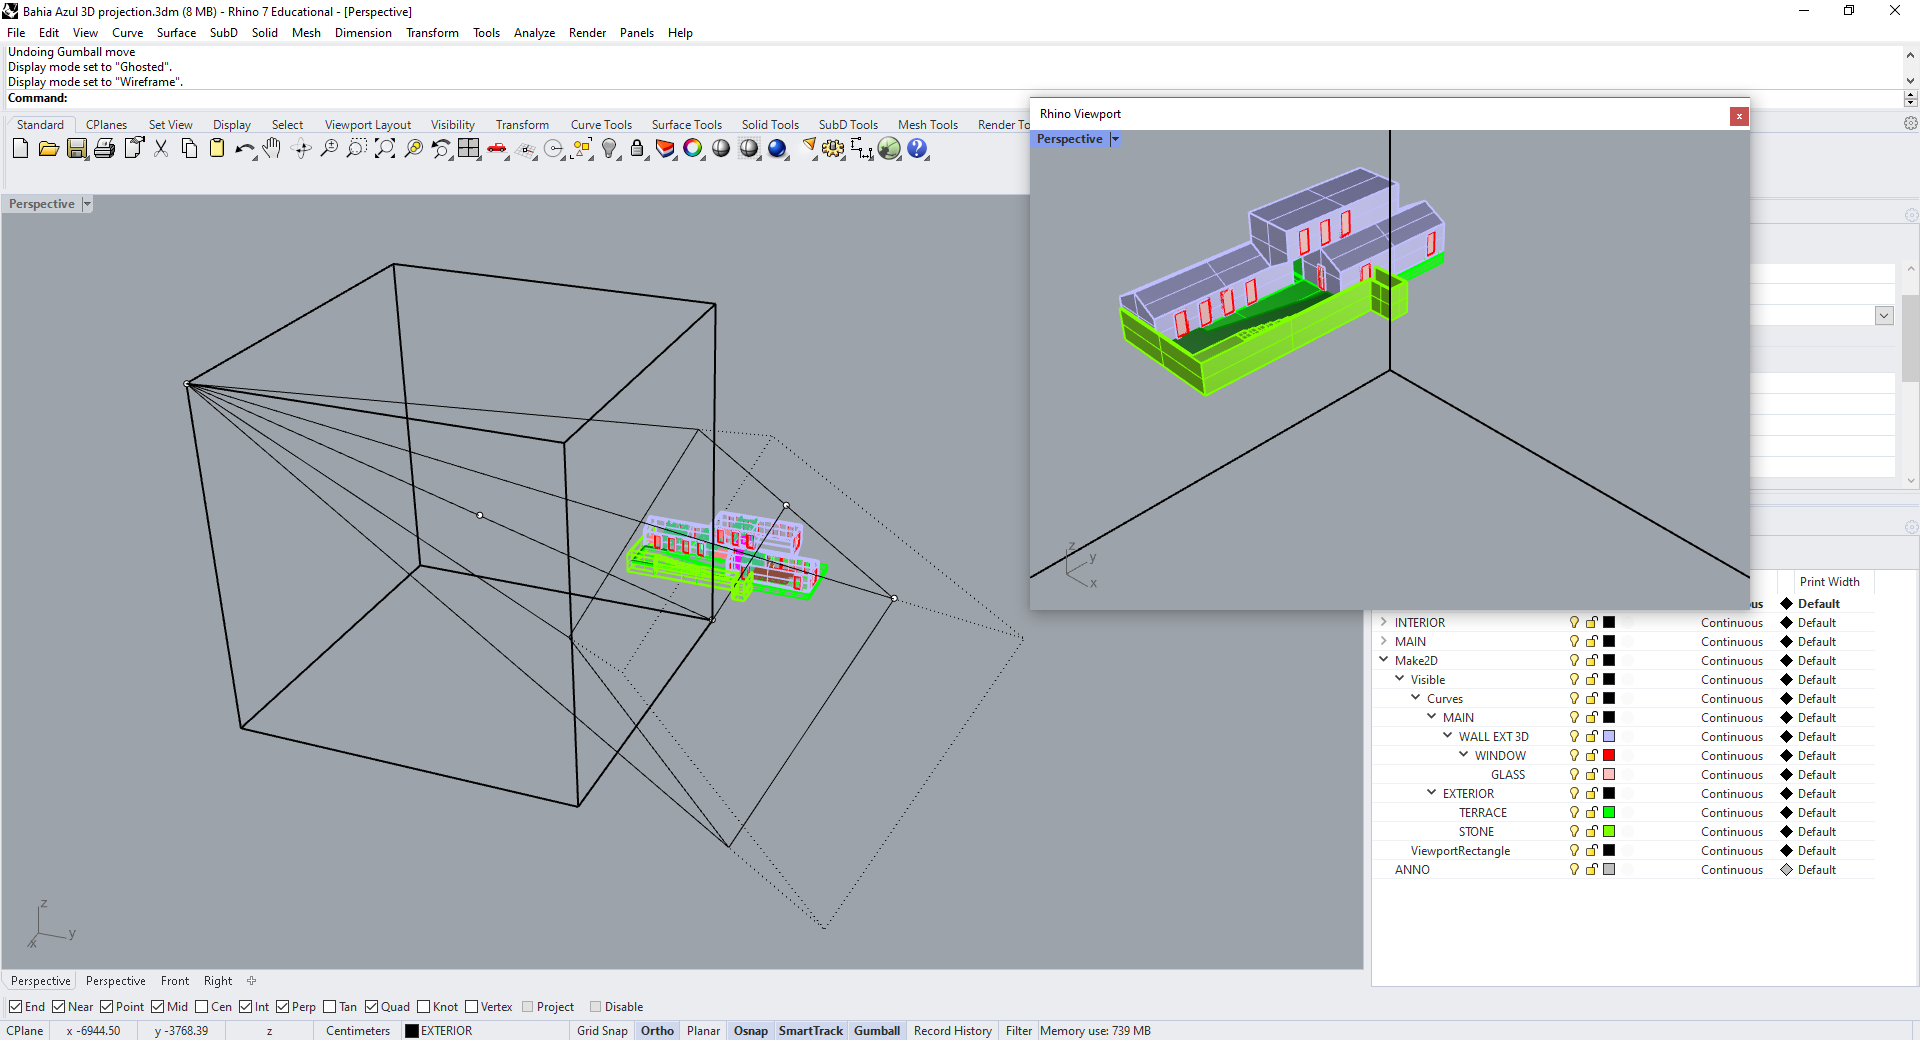 Bahia Azul 3D projection.3dm (8 MB) - Rhino 7 Educational - [Perspective]
File Edit View Curve Surface SubD Solid Mesh Dimension Transform Tools Analyze Render Panels Help
Undoing Gumball move
Display mode set to "Ghosted".
Display mode set to "Wireframe".
Command:
Standard CPlanes Set View Display Select Viewport Layout Visibility Transform Curve Tools Surface Tools Solid Tools SubD Tools Mesh Tools Render To
Rhino Viewport
Perspective
z
y
x
Perspective
z
y
x
Print Width
us Default
INTERIOR Continuous Default
MAIN Continuous Default
Make2D Continuous Default
Visible Continuous Default
Curves Continuous Default
MAIN Continuous Default
WALL EXT 3D Continuous Default
WINDOW Continuous Default
GLASS Continuous Default
EXTERIOR Continuous Default
TERRACE Continuous Default
STONE Continuous Default
ViewportRectangle Continuous Default
ANNO Continuous Default
Perspective Perspective Front Right
End Near Point Mid Cen Int Perp Tan Quad Knot Vertex Project Disable
CPlane x -6944.50 y -3768.39 z Centimeters EXTERIOR Grid Snap Ortho Planar Osnap SmartTrack Gumball Record History Filter Memory use: 739 MB